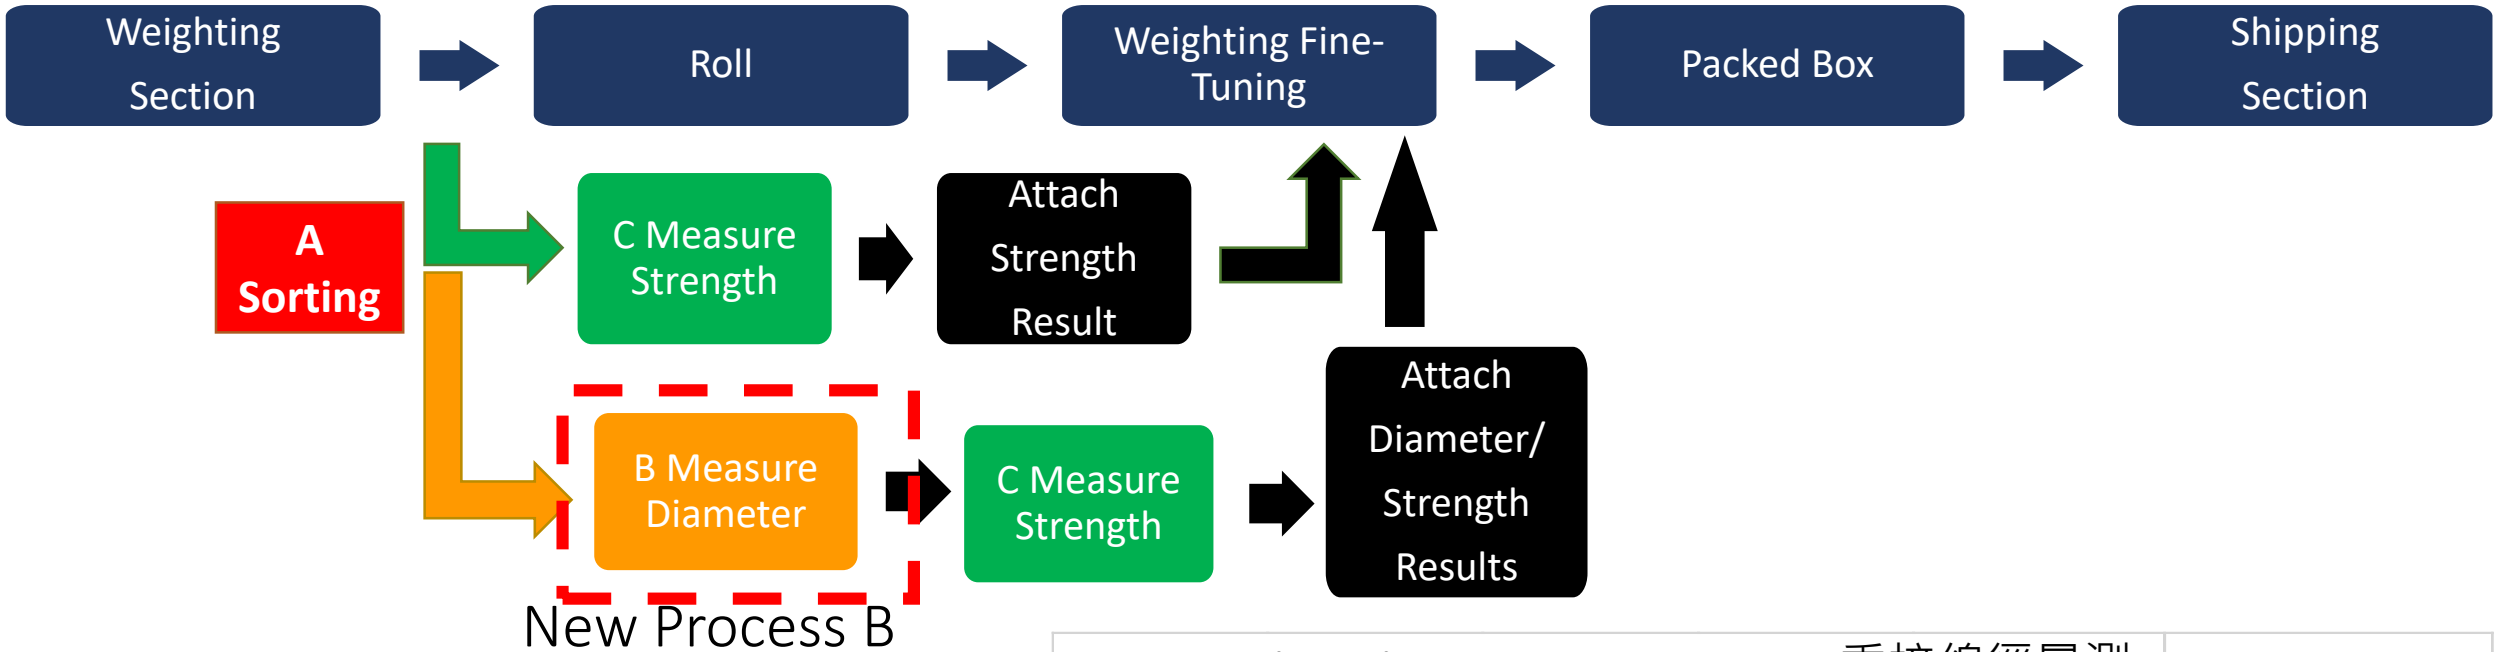 Weighting
Section
Roll
Weighting Fine-
Tuning
Packed Box
Shipping
Section
A
Sorting
C Measure
Strength
Attach
Strength
Result
B Measure
Diameter
C Measure
Strength
Attach
Diameter/
Strength
Results
New Process B